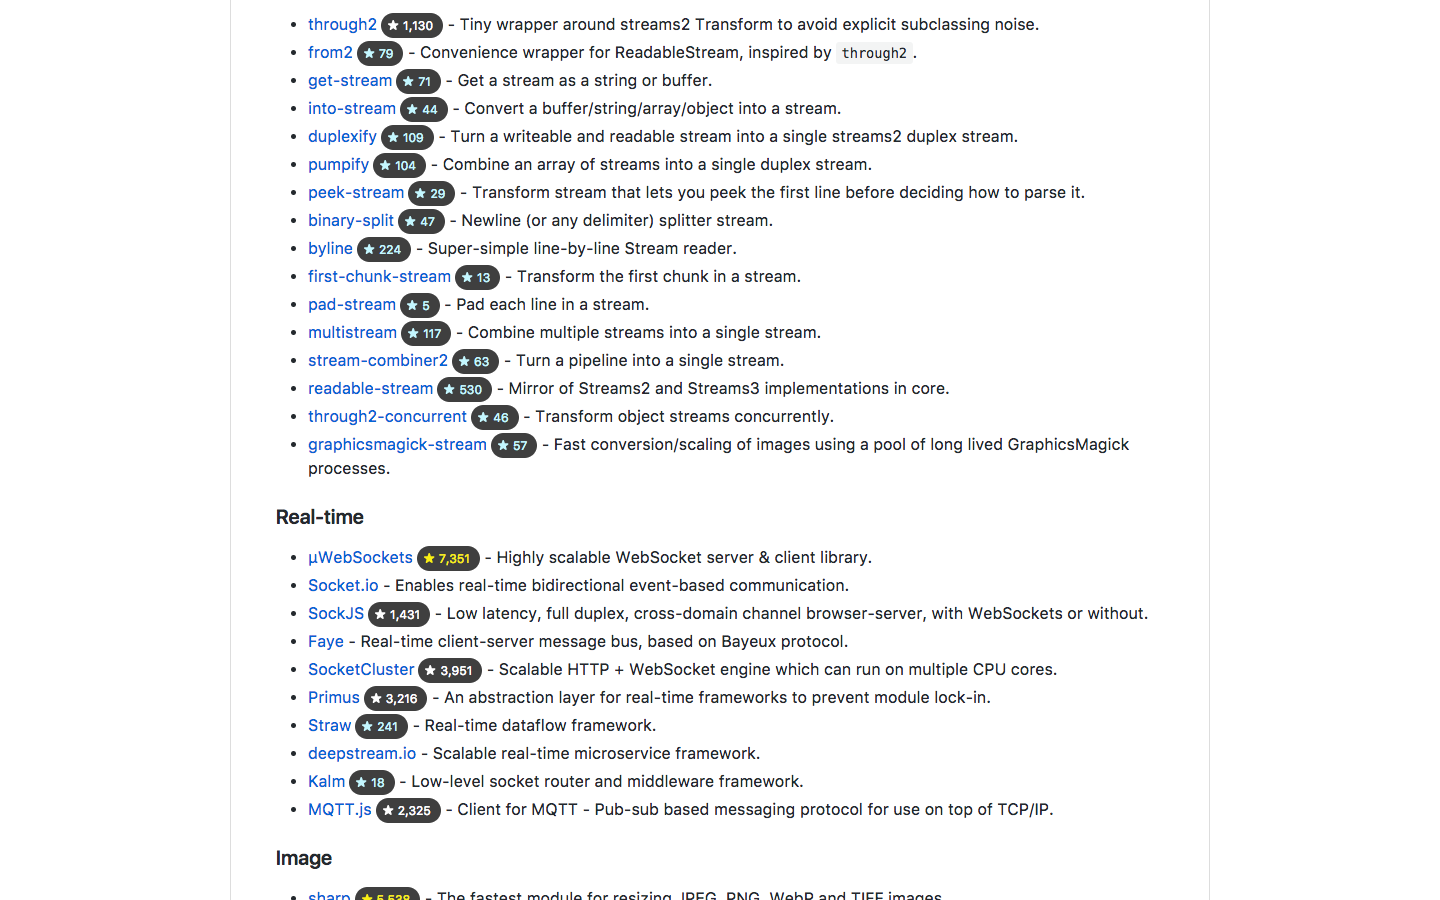 through2 ★ 1,130 - Tiny wrapper around streams2 Transform to avoid explicit subclassing noise.
from2 ★ 79 - Convenience wrapper for ReadableStream, inspired by through2.
get-stream ★ 71 - Get a stream as a string or buffer.
into-stream ★ 44 - Convert a buffer/string/array/object into a stream.
duplexify ★ 109 - Turn a writeable and readable stream into a single streams2 duplex stream.
pumpify ★ 104 - Combine an array of streams into a single duplex stream.
peek-stream ★ 29 - Transform stream that lets you peek the first line before deciding how to parse it.
binary-split ★ 47 - Newline (or any delimiter) splitter stream.
byline ★ 224 - Super-simple line-by-line Stream reader.
first-chunk-stream ★ 13 - Transform the first chunk in a stream.
pad-stream ★ 5 - Pad each line in a stream.
multistream ★ 117 - Combine multiple streams into a single stream.
stream-combiner2 ★ 63 - Turn a pipeline into a single stream.
readable-stream ★ 530 - Mirror of Streams2 and Streams3 implementations in core.
through2-concurrent ★ 46 - Transform object streams concurrently.
graphicsmagick-stream ★ 57 - Fast conversion/scaling of images using a pool of long lived GraphicsMagick
processes.
Real-time
µWebSockets ★ 7,351 - Highly scalable WebSocket server & client library.
Socket.io - Enables real-time bidirectional event-based communication.
SockJS ★ 1,431 - Low latency, full duplex, cross-domain channel browser-server, with WebSockets or without.
Faye - Real-time client-server message bus, based on Bayeux protocol.
SocketCluster ★ 3,951 - Scalable HTTP + WebSocket engine which can run on multiple CPU cores.
Primus ★ 3,216 - An abstraction layer for real-time frameworks to prevent module lock-in.
Straw ★ 241 - Real-time dataflow framework.
deepstream.io - Scalable real-time microservice framework.
Kalm ★ 18 - Low-level socket router and middleware framework.
MQTT.js ★ 2,325 - Client for MQTT - Pub-sub based messaging protocol for use on top of TCP/IP.
Image
sharp ★ 5,538 - The fastest module for resizing JPEG, PNG, WebP and TIFF images.